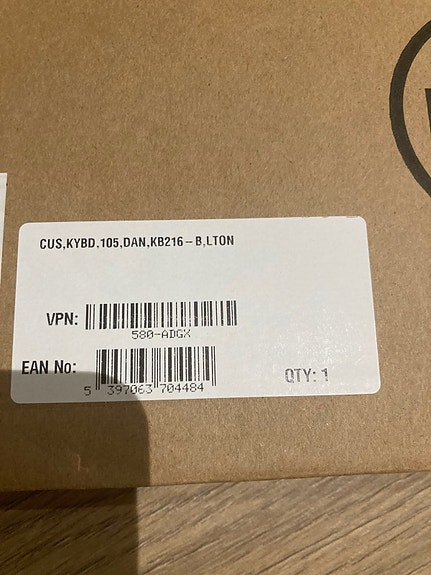 CUS,KYBD,105,DAN,KB216-B,LTON
VPN:
580-ADGX
EAN No:
5 397063 704484
QTY: 1